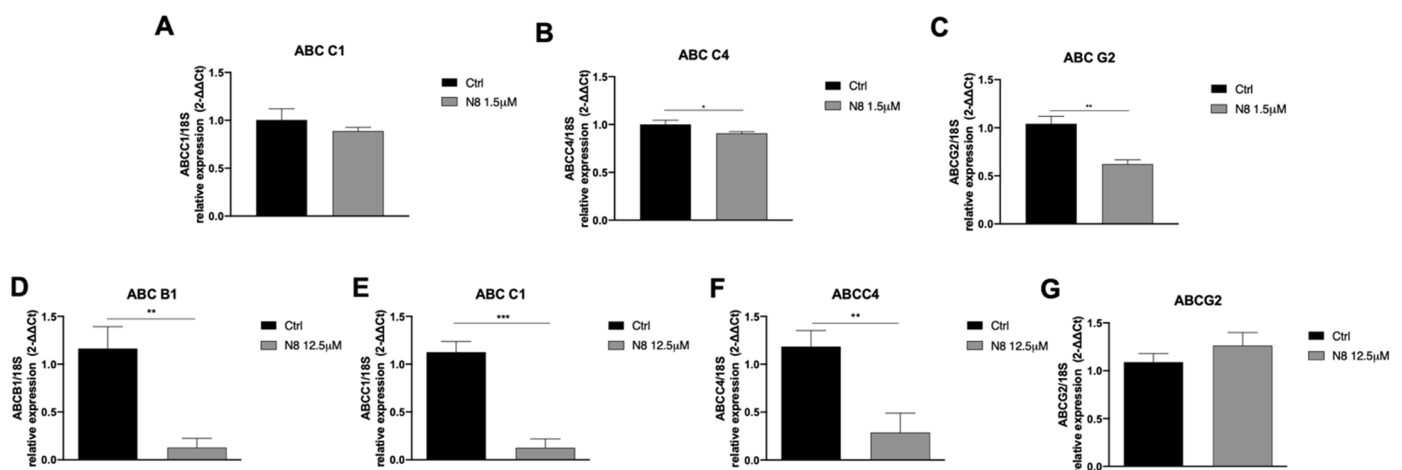 A
ABC C1
ABCC1/18S
relative expression (2-ΔΔCt)
1.5
1.0
0.5
0.0
Ctrl
N8 1.5μM
B
ABC C4
ABCC4/18S
relative expression (2-ΔΔCt)
1.5
1.0
0.5
0.0
*
Ctrl
N8 1.5μM
C
ABC G2
ABCG2/18S
relative expression (2-ΔΔCt)
1.5
1.0
0.5
0.0
**
Ctrl
N8 1.5μM
D
ABC B1
ABCB1/18S
relative expression (2-ΔΔCt)
1.5
1.0
0.5
0.0
**
Ctrl
N8 12.5μM
E
ABC C1
ABCC1/18S
relative expression (2-ΔΔCt)
1.5
1.0
0.5
0.0
***
Ctrl
N8 12.5μM
F
ABCC4
ABCC4/18S
relative expression (2-ΔΔCt)
1.5
1.0
0.5
0.0
**
Ctrl
N8 12.5μM
G
ABCG2
ABCG2/18S
relative expression (2-ΔΔCt)
1.5
1.0
0.5
0.0
Ctrl
N8 12.5μM